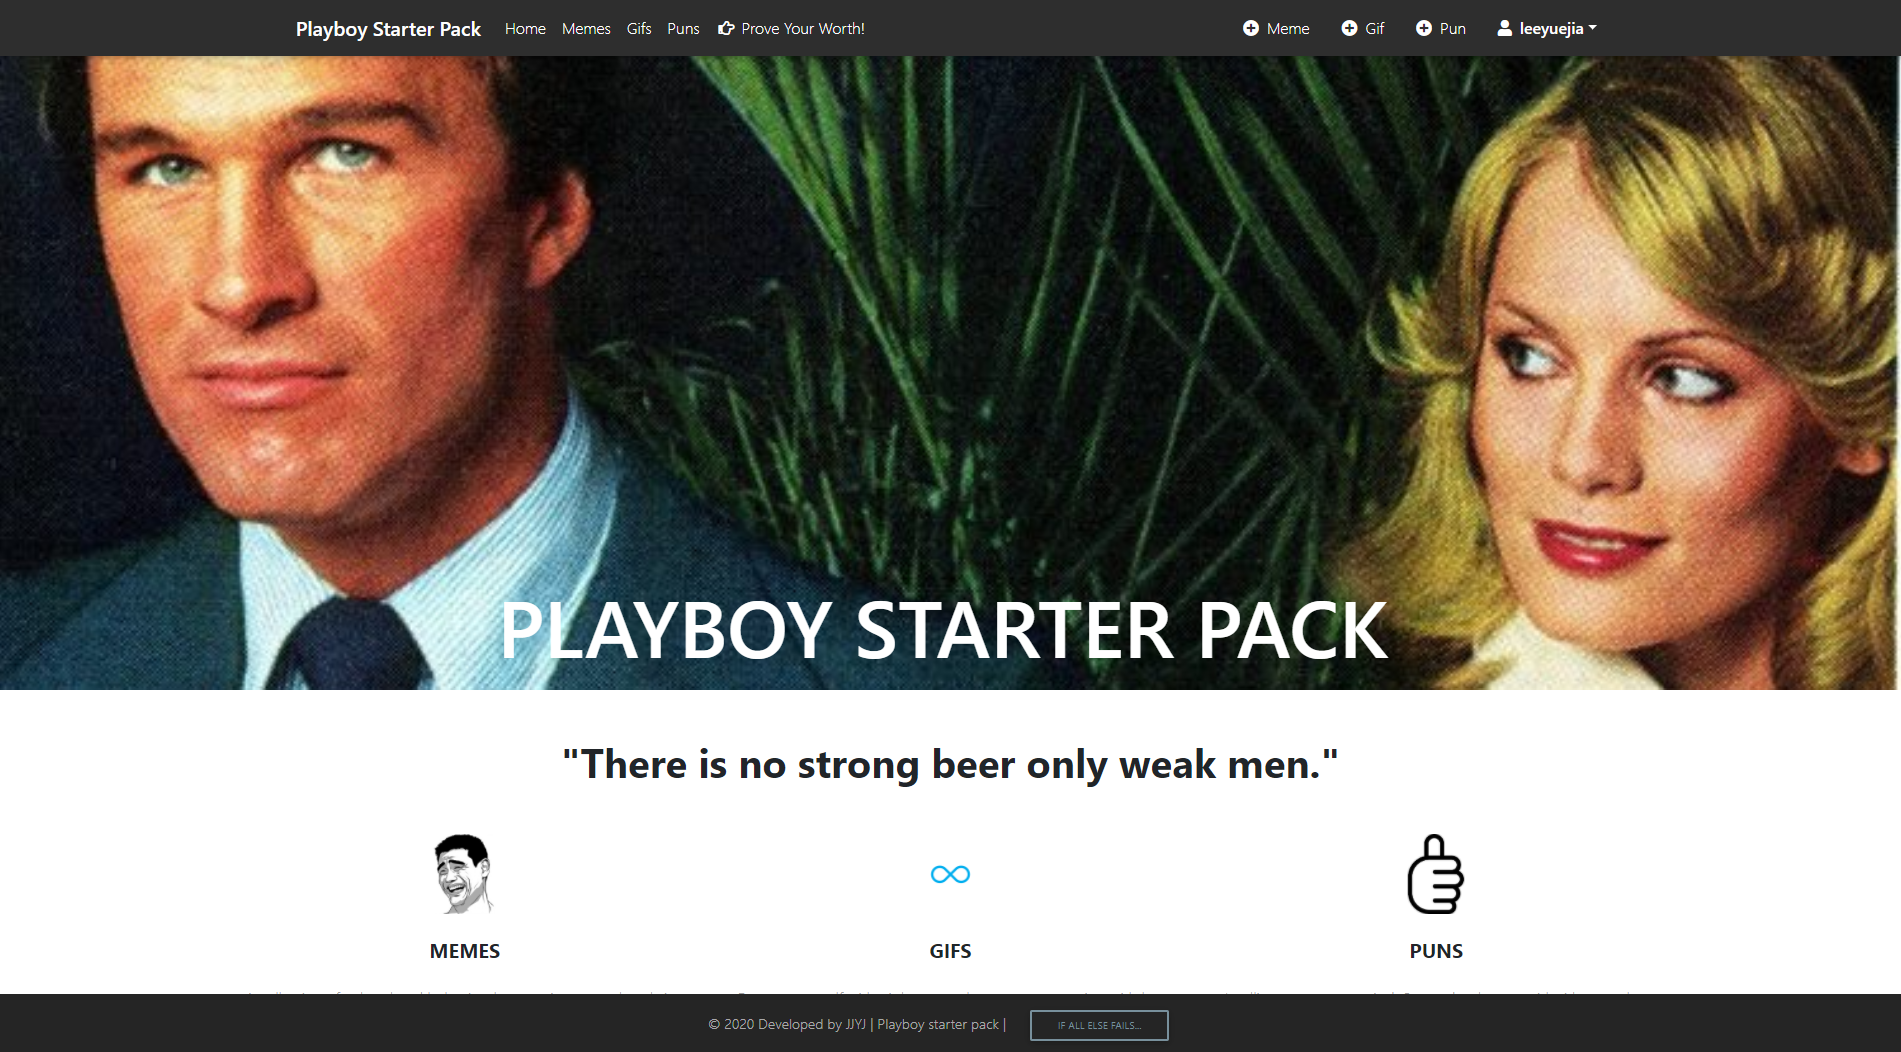 Playboy Starter Pack Home Memes Gifs Puns Prove Your Worth! Meme Gif Pun leeyuejia
PLAYBOY STARTER PACK
"There is no strong beer only weak men."
MEMES GIFS PUNS
© 2020 Developed by JJYJ | Playboy starter pack | IF ALL ELSE FAILS...